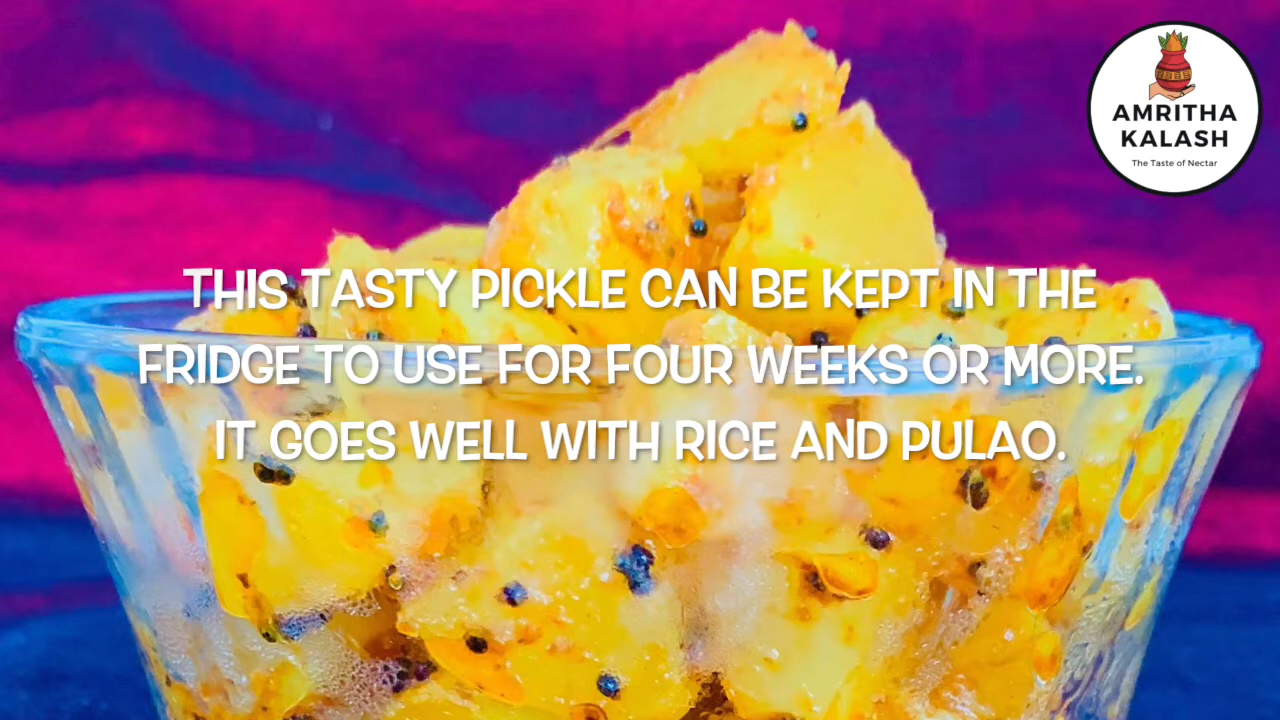 AMRITHA
KALASH
The Taste of Nectar
THIS TASTY PICKLE CAN BE KEPT IN THE
FRIDGE TO USE FOR FOUR WEEKS OR MORE.
IT GOES WELL WITH RICE AND PULAO.